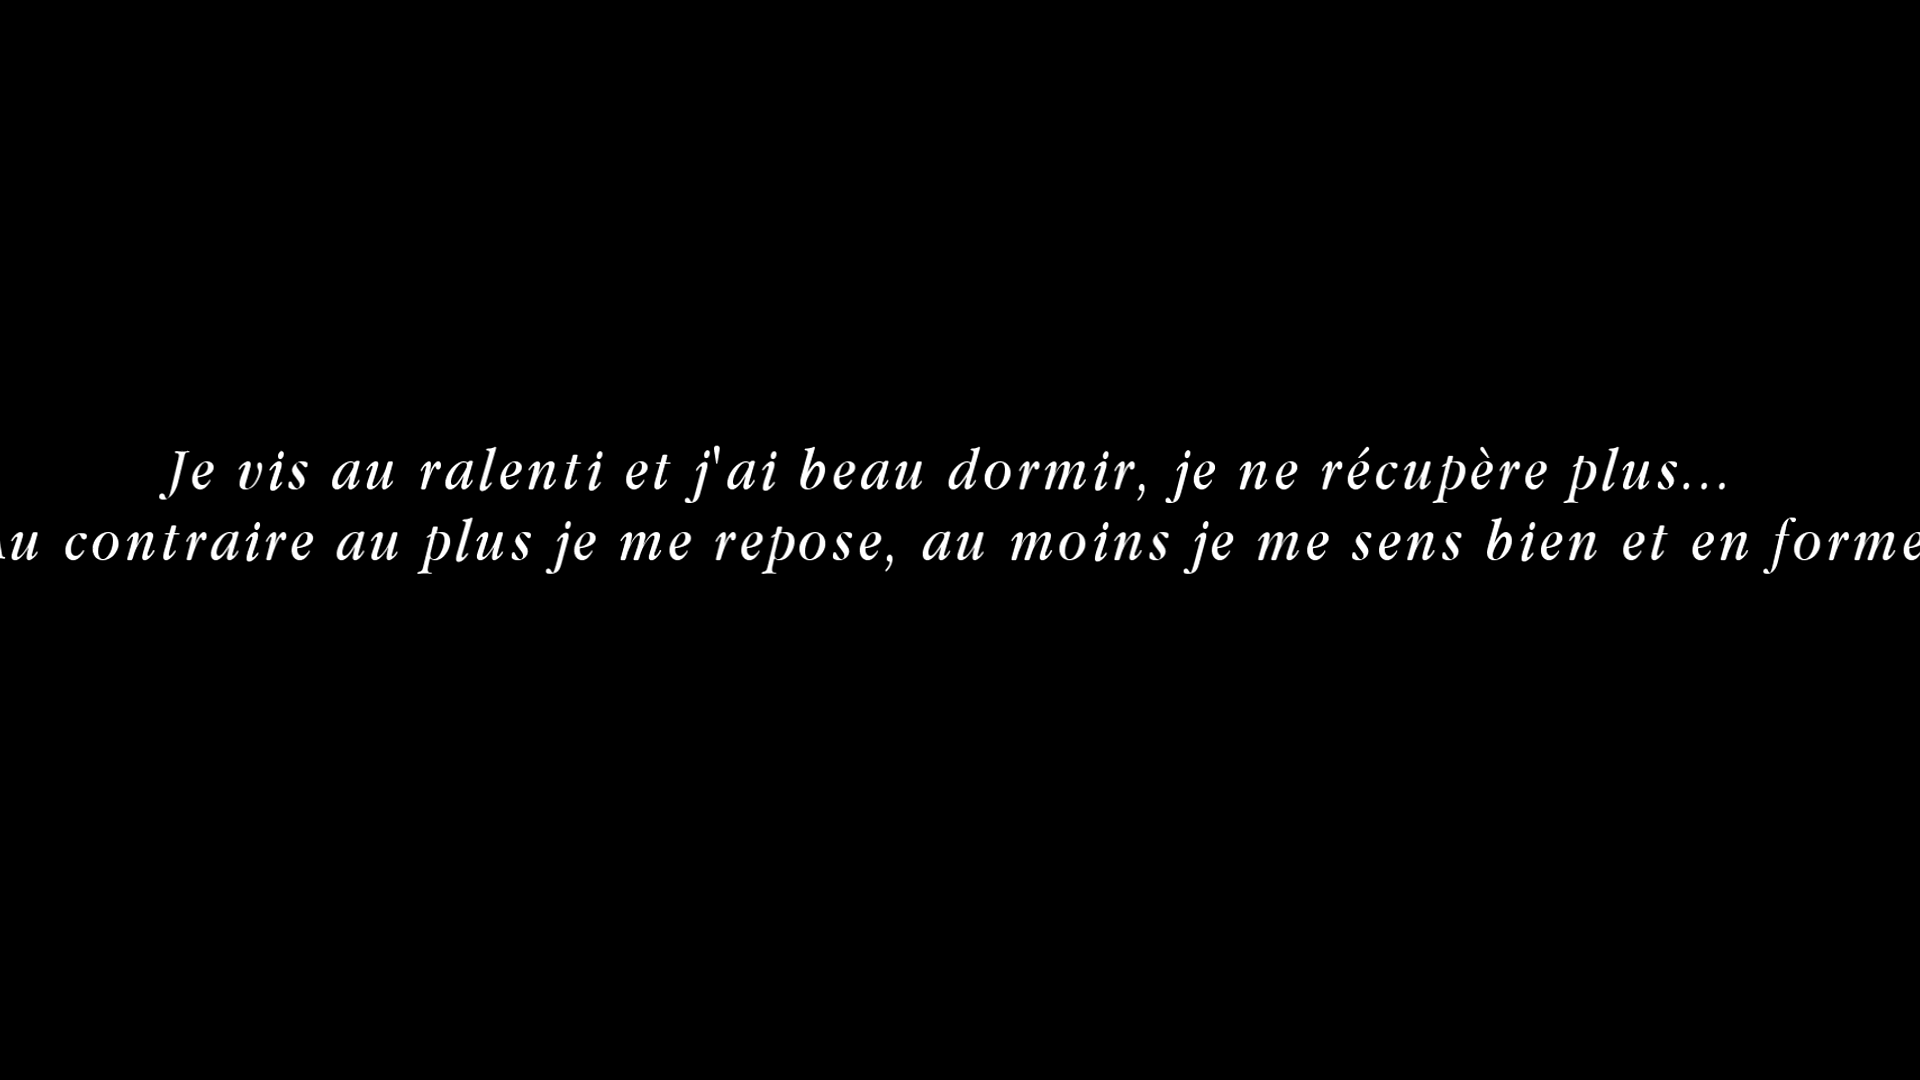 Je vis au ralenti et j'ai beau dormir, je ne récupère plus...
Au contraire au plus je me repose, au moins je me sens bien et en forme